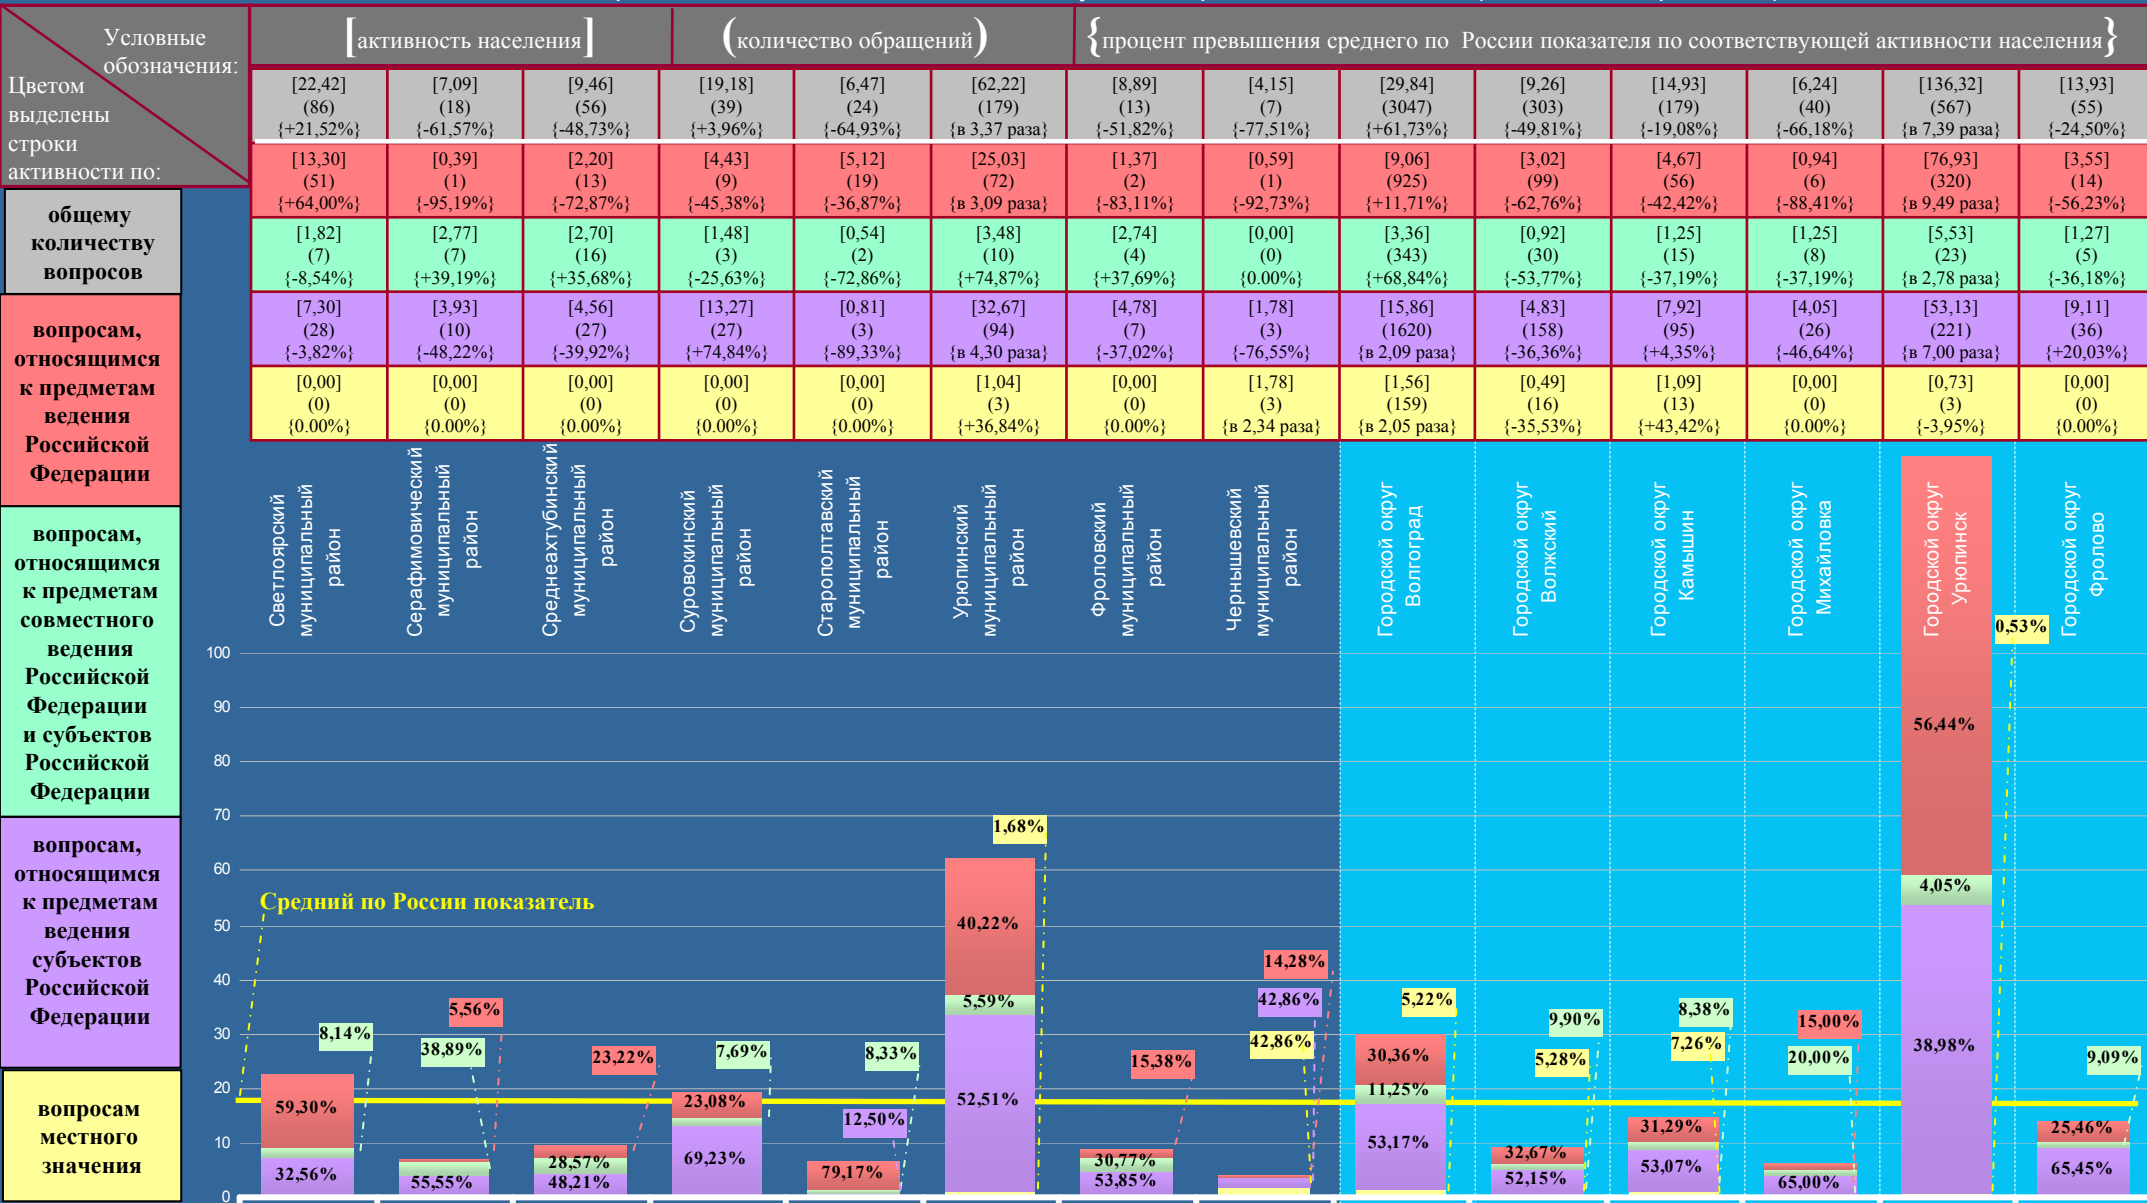 Условные
обозначения:
Цветом
выделены
строки
активности по:
[активность населения]
(количество обращений)
{процент превышения среднего по России показателя по соответствующей активности населения}
[22,42] [7,09] [9,46] [19,18] [6,47] [62,22] [8,89] [4,15] [29,84] [9,26] [14,93] [6,24] [136,32] [13,93]
(86) (18) (56) (39) (24) (179) (13) (7) (3047) (303) (179) (40) (567) (55)
{+21,52%} {-61,57%} {-48,73%} {+3,96%} {-64,93%} {в 3,37 раза} {-51,82%} {-77,51%} {+61,73%} {-49,81%} {-19,08%} {-66,18%} {в 7,39 раза} {-24,50%}
[13,30] [0,39] [2,20] [4,43] [5,12] [25,03] [1,37] [0,59] [9,06] [3,02] [4,67] [0,94] [76,93] [3,55]
(51) (1) (13) (9) (19) (72) (2) (1) (925) (99) (56) (6) (320) (14)
{+64,00%} {-95,19%} {-72,87%} {-45,38%} {-36,87%} {в 3,09 раза} {-83,11%} {-92,73%} {+11,71%} {-62,76%} {-42,42%} {-88,41%} {в 9,49 раза} {-56,23%}
[1,82] [2,77] [2,70] [1,48] [0,54] [3,48] [2,74] [0,00] [3,36] [0,92] [1,25] [1,25] [5,53] [1,27]
(7) (7) (16) (3) (2) (10) (4) (0) (343) (30) (15) (8) (23) (5)
{-8,54%} {+39,19%} {+35,68%} {-25,63%} {-72,86%} {+74,87%} {+37,69%} {0.00%} {+68,84%} {-53,77%} {-37,19%} {-37,19%} {в 2,78 раза} {-36,18%}
[7,30] [3,93] [4,56] [13,27] [0,81] [32,67] [4,78] [1,78] [15,86] [4,83] [7,92] [4,05] [53,13] [9,11]
(28) (10) (27) (27) (3) (94) (7) (3) (1620) (158) (95) (26) (221) (36)
{-3,82%} {-48,22%} {-39,92%} {+74,84%} {-89,33%} {в 4,30 раза} {-37,02%} {-76,55%} {в 2,09 раза} {-36,36%} {+4,35%} {-46,64%} {в 7,00 раза} {+20,03%}
[0,00] [0,00] [0,00] [0,00] [0,00] [1,04] [0,00] [1,78] [1,56] [0,49] [1,09] [0,00] [0,73] [0,00]
(0) (0) (0) (0) (0) (3) (0) (3) (159) (16) (13) (0) (3) (0)
{0.00%} {0.00%} {0.00%} {0.00%} {0.00%} {+36,84%} {0.00%} {в 2,34 раза} {в 2,05 раза} {-35,53%} {+43,42%} {0.00%} {-3,95%} {0.00%}
общему
количеству
вопросов
вопросам,
относящимся
к предметам
ведения
Российской
Федерации
вопросам,
относящимся
к предметам
совместного
ведения
Российской
Федерации
и субъектов
Российской
Федерации
вопросам,
относящимся
к предметам
ведения
субъектов
Российской
Федерации
вопросам
местного
значения
Светлоярский
муниципальный
район
Серафимовический
муниципальный
район
Среднеахтубинский
муниципальный
район
Суровокинский
муниципальный
район
Старополтавский
муниципальный
район
Урюпинский
муниципальный
район
Фроловский
муниципальный
район
Чернышевский
муниципальный
район
Городской округ
Волгоград
Городской округ
Волжский
Городской округ
Камышин
Городской округ
Михайловка
Городской округ
Урюпинск
Городской округ
Фролово
100
90
80
70
60
50
40
30
20
10
0
Средний по России показатель
8,14%
59,30%
32,56%
5,56%
38,89%
55,55%
23,22%
28,57%
48,21%
7,69%
23,08%
69,23%
8,33%
12,50%
79,17%
1,68%
40,22%
5,59%
52,51%
15,38%
30,77%
53,85%
14,28%
42,86%
42,86%
5,22%
30,36%
11,25%
53,17%
9,90%
5,28%
32,67%
52,15%
8,38%
7,26%
31,29%
53,07%
15,00%
20,00%
65,00%
0,53%
56,44%
4,05%
38,98%
9,09%
25,46%
65,45%